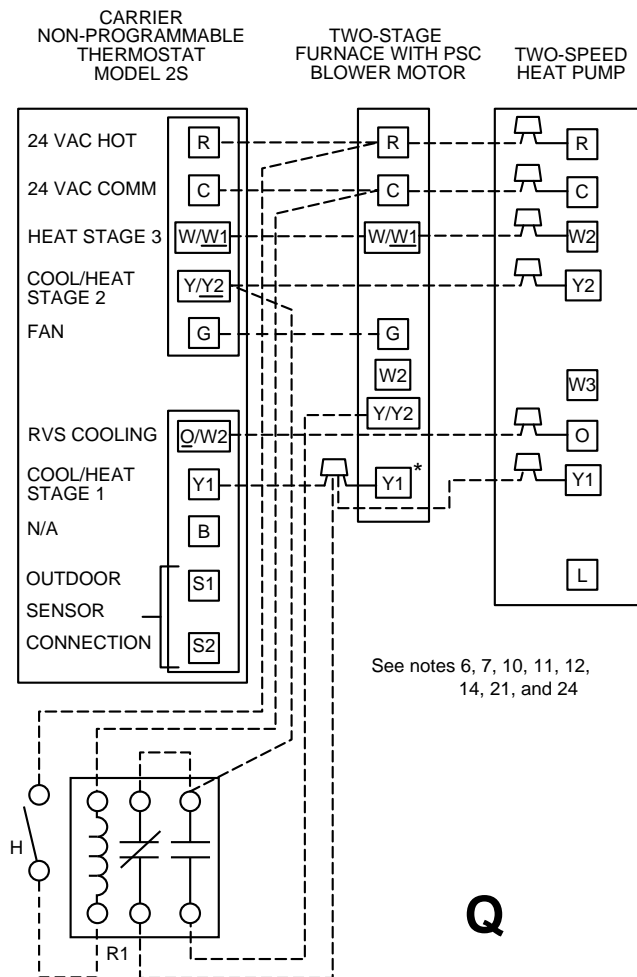 CARRIER
NON-PROGRAMMABLE
THERMOSTAT
MODEL 2S
TWO-STAGE
FURNACE WITH PSC
BLOWER MOTOR
TWO-SPEED
HEAT PUMP
24 VAC HOT
R
R
R
24 VAC COMM
C
C
C
HEAT STAGE 3
W/W1
W/W1
W2
COOL/HEAT
STAGE 2
Y/Y2
Y2
FAN
G
G
W2
W3
Y/Y2
RVS COOLING
O/W2
O
COOL/HEAT
STAGE 1
Y1
Y1
*
Y1
N/A
B
OUTDOOR
SENSOR
CONNECTION
S1
S2
L
See notes 6, 7, 10, 11, 12,
14, 21, and 24
H
R1
Q